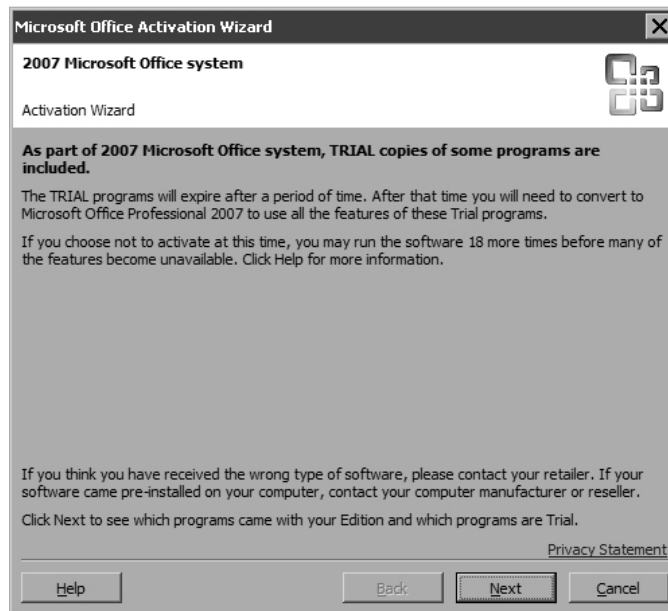 Microsoft Office Activation Wizard
2007 Microsoft Office system
Activation Wizard
As part of 2007 Microsoft Office system, TRIAL copies of some programs are
included.
The TRIAL programs will expire after a period of time. After that time you will need to convert to
Microsoft Office Professional 2007 to use all the features of these Trial programs.
If you choose not to activate at this time, you may run the software 18 more times before many of
the features become unavailable. Click Help for more information.
If you think you have received the wrong type of software, please contact your retailer. If your
software came pre-installed on your computer, contact your computer manufacturer or reseller.
Click Next to see which programs came with your Edition and which programs are Trial.
Privacy Statement
Help Back Next Cancel